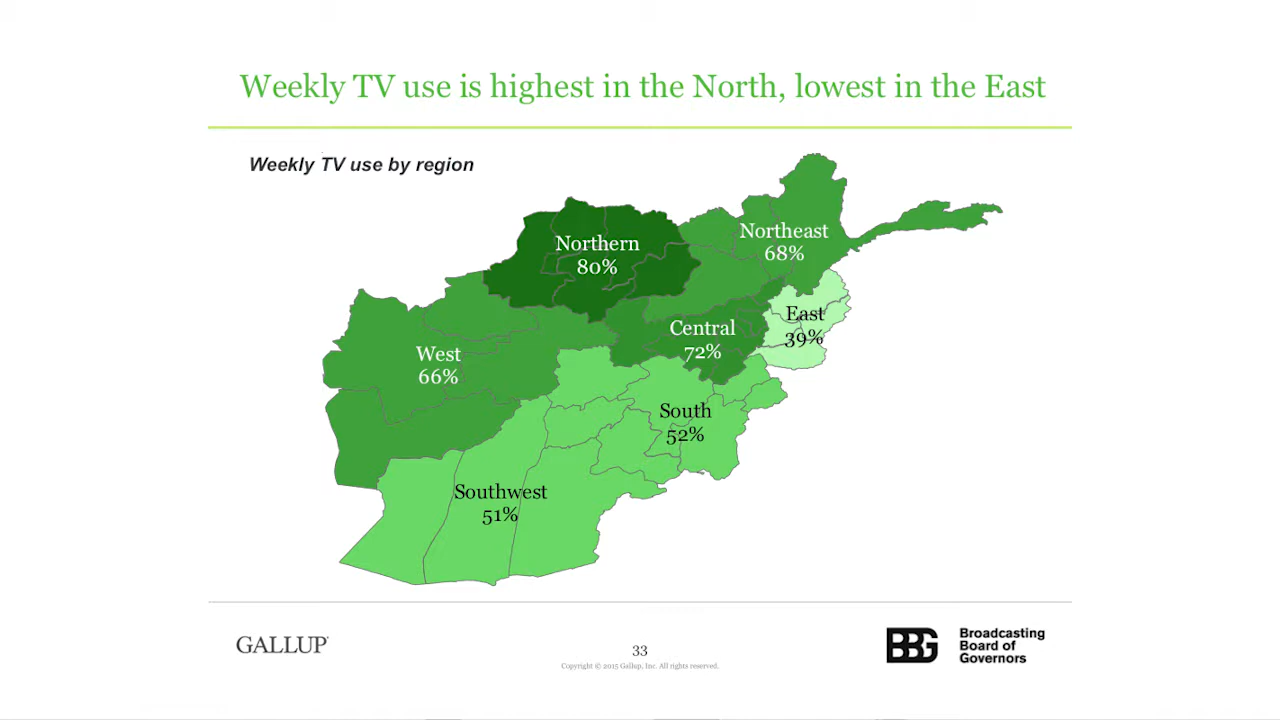 Weekly TV use is highest in the North, lowest in the East
Weekly TV use by region
Northern
80%
Northeast
68%
East
39%
Central
72%
West
66%
South
52%
Southwest
51%
GALLUP
33
Copyright © 2015 Gallup, Inc. All rights reserved.
BBG
Broadcasting
Board of
Governors